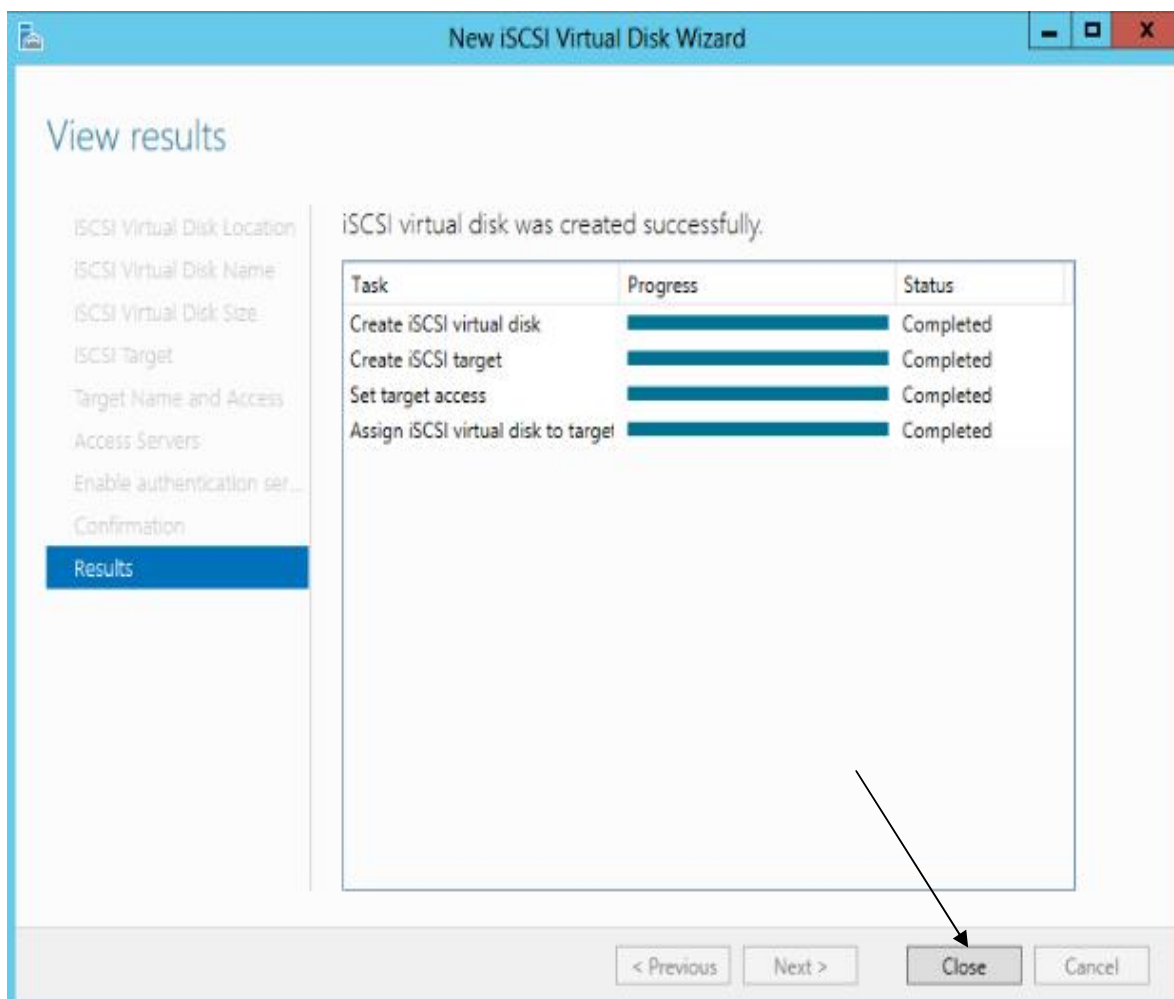 New iSCSI Virtual Disk Wizard
View results
iSCSI Virtual Disk Location
iSCSI Virtual Disk Name
iSCSI Virtual Disk Size
iSCSI Target
Target Name and Access
Access Servers
Enable authentication ser...
Confirmation
Results
iSCSI virtual disk was created successfully.
Task Progress Status
Create iSCSI virtual disk Completed
Create iSCSI target Completed
Set target access Completed
Assign iSCSI virtual disk to target Completed
< Previous Next > Close Cancel